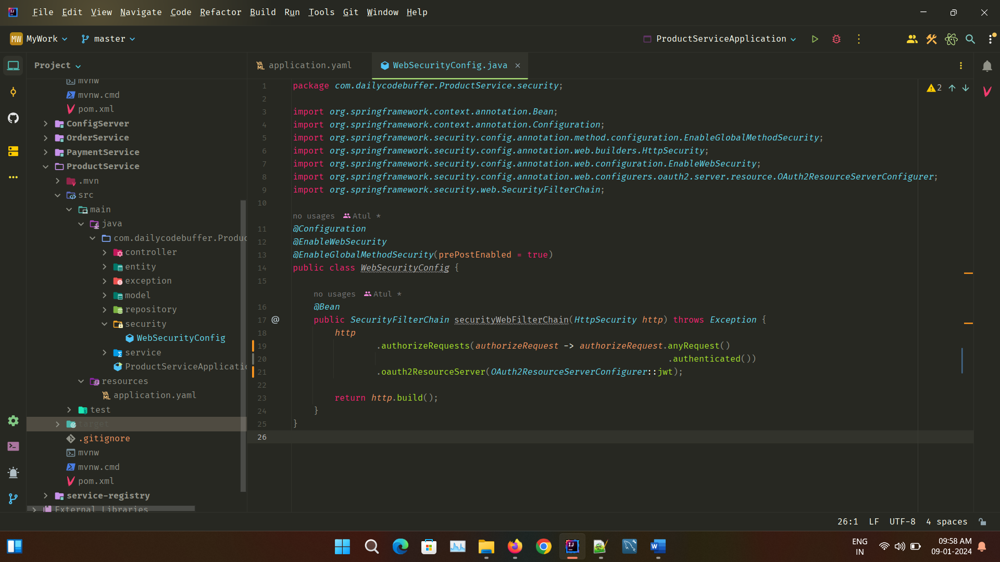 File Edit View Navigate Code Refactor Build Run Tools Git Window Help
MW MyWork master ProductServiceApplication
Project
application.yaml WebSecurityConfig.java
mvnw
mvnw.cmd
pom.xml
ConfigServer
OrderService
PaymentService
ProductService
.mvn
src
main
java
com.dailycodebuffer.Produc
controller
entity
exception
model
repository
security
WebSecurityConfig
service
ProductServiceApplicatio
resources
application.yaml
test
target
.gitignore
mvnw
mvnw.cmd
pom.xml
service-registry
External Libraries
2
1 package com.dailycodebuffer.ProductService.security;
2
3 import org.springframework.context.annotation.Bean;
4 import org.springframework.context.annotation.Configuration;
5 import org.springframework.security.config.annotation.method.configuration.EnableGlobalMethodSecurity;
6 import org.springframework.security.config.annotation.web.builders.HttpSecurity;
7 import org.springframework.security.config.annotation.web.configuration.EnableWebSecurity;
8 import org.springframework.security.config.annotation.web.configurers.oauth2.server.resource.OAuth2ResourceServerConfigurer;
9 import org.springframework.security.web.SecurityFilterChain;
10
no usages Atul *
11 @Configuration
12 @EnableWebSecurity
13 @EnableGlobalMethodSecurity(prePostEnabled = true)
14 public class WebSecurityConfig {
15
no usages Atul *
16 @Bean
17 @ public SecurityFilterChain securityWebFilterChain(HttpSecurity http) throws Exception {
18 http
19 .authorizeRequests(authorizeRequest -> authorizeRequest.anyRequest()
20 .authenticated())
21 .oauth2ResourceServer(OAuth2ResourceServerConfigurer::jwt);
22
23 return http.build();
24 }
25 }
26
26:1 LF UTF-8 4 spaces
ENG
IN
09:58 AM
09-01-2024